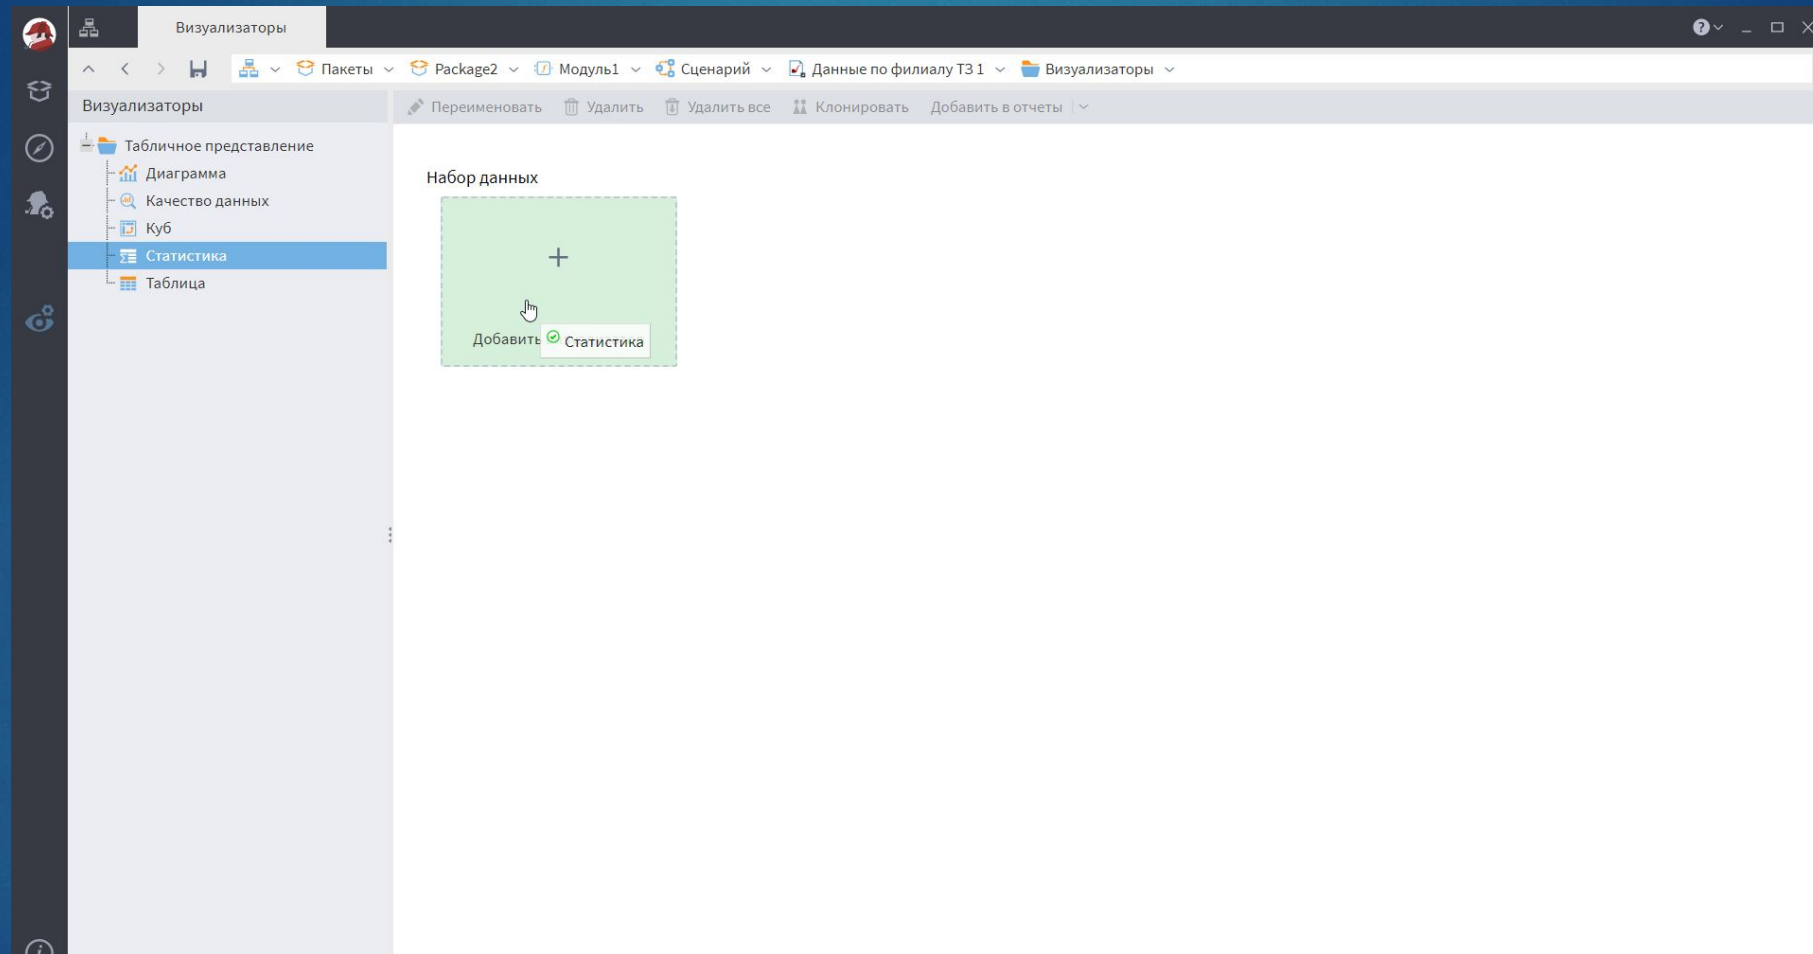 Визуализаторы
Пакеты Package2 Модуль1 Сценарий Данные по филиалу ТЗ 1 Визуализаторы
Визуализаторы
Переименовать Удалить Удалить все Клонировать Добавить в отчеты
Табличное представление
Диаграмма
Качество данных
Куб
Статистика
Таблица
Набор данных
Добавить
Статистика